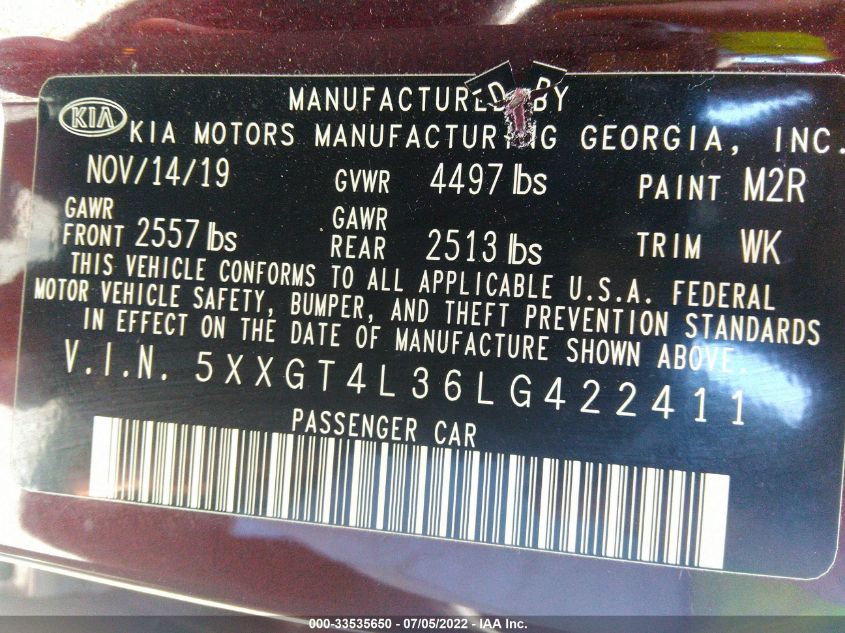 MANUFACTURED BY
KIA
KIA MOTORS MANUFACTURING GEORGIA, INC.
NOV/14/19 GVWR 4497 lbs PAINT M2R
GAWR FRONT 2557 lbs GAWR REAR 2513 lbs TRIM WK
THIS VEHICLE CONFORMS TO ALL APPLICABLE U.S.A. FEDERAL
MOTOR VEHICLE SAFETY, BUMPER, AND THEFT PREVENTION STANDARDS
IN EFFECT ON THE DATE OF MANUFACTURE SHOWN ABOVE.
V.I.N. 5XXGT4L36LG422411
PASSENGER CAR
000-33535650 / 07/05/2022 - IAA Inc.